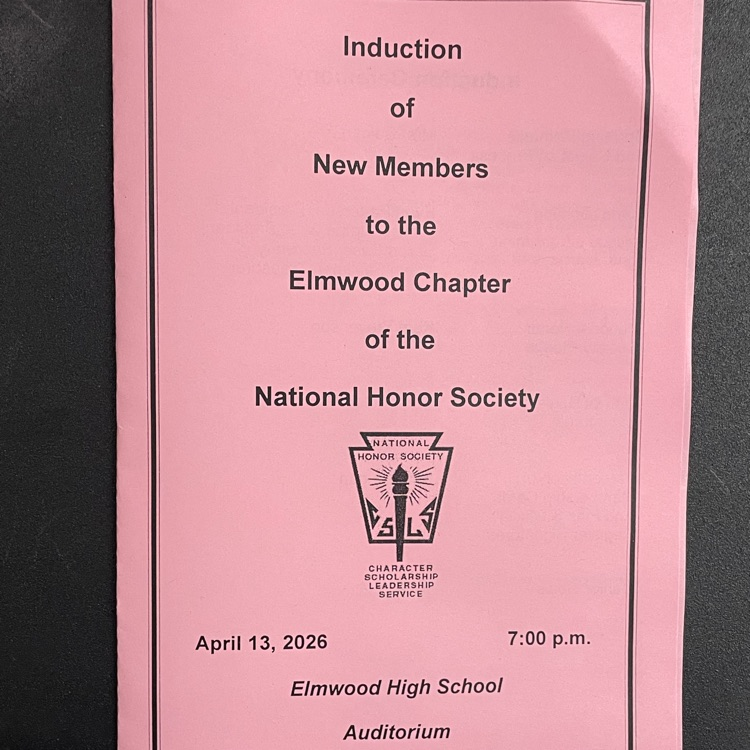 Induction
of
New Members
to the
Elmwood Chapter
of the
National Honor Society
NATIONAL
HONOR SOCIETY
C S L S
CHARACTER
SCHOLARSHIP
LEADERSHIP
SERVICE
April 13, 2026 7:00 p.m.
Elmwood High School
Auditorium